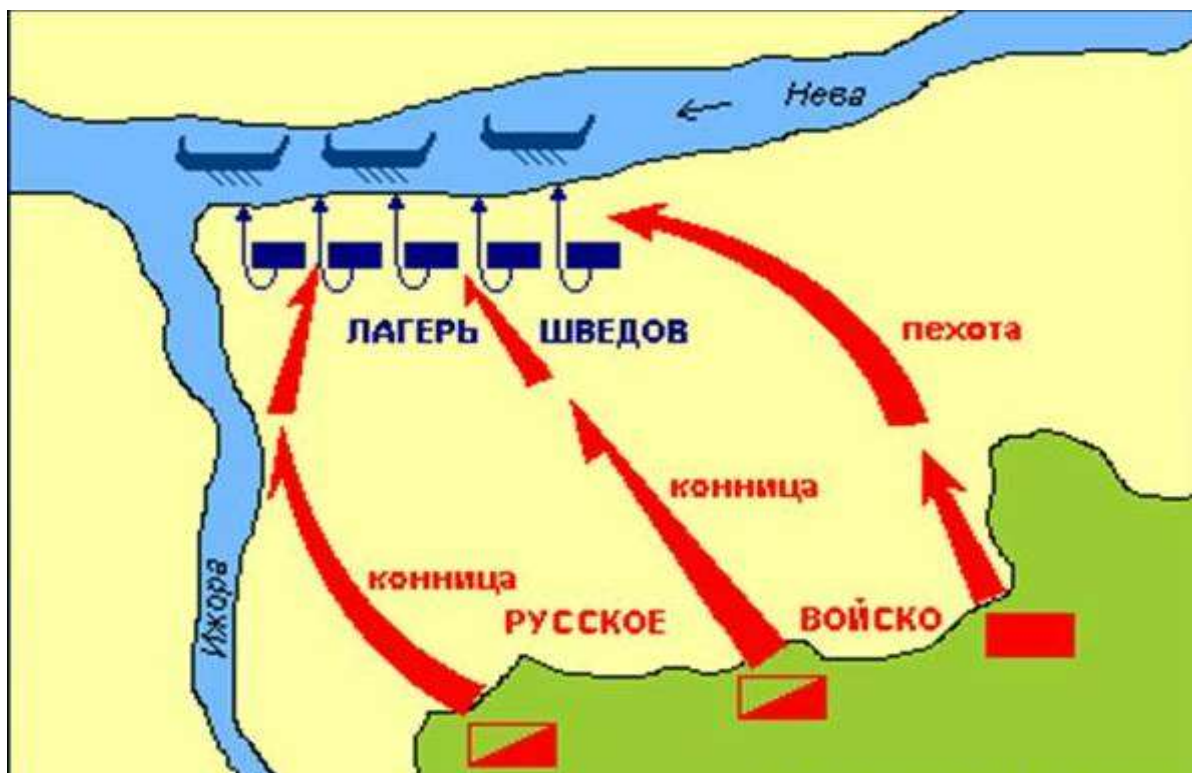 Нева
ЛАГЕРЬ ШВЕДОВ
пехота
конница
конница
РУССКОЕ ВОЙСКО
Ижора